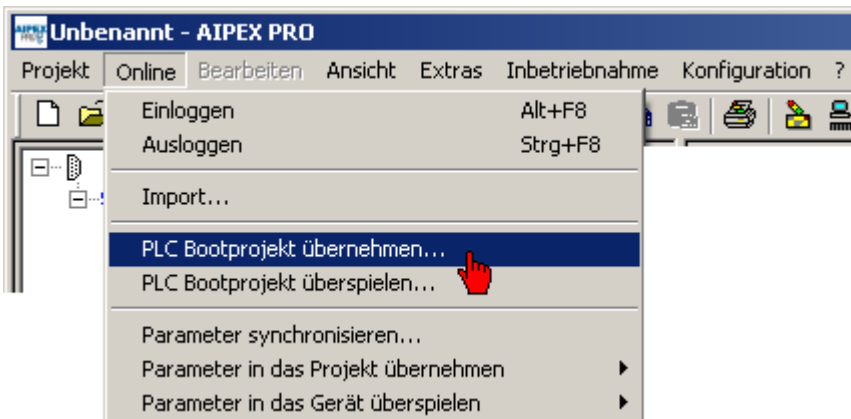 Unbenannt - AIPEX PRO
Projekt Online Bearbeiten Ansicht Extras Inbetriebnahme Konfiguration ?
Einloggen Alt+F8
Ausloggen Strg+F8
Import...
PLC Bootprojekt übernehmen...
PLC Bootprojekt überspielen...
Parameter synchronisieren...
Parameter in das Projekt übernehmen
Parameter in das Gerät überspielen